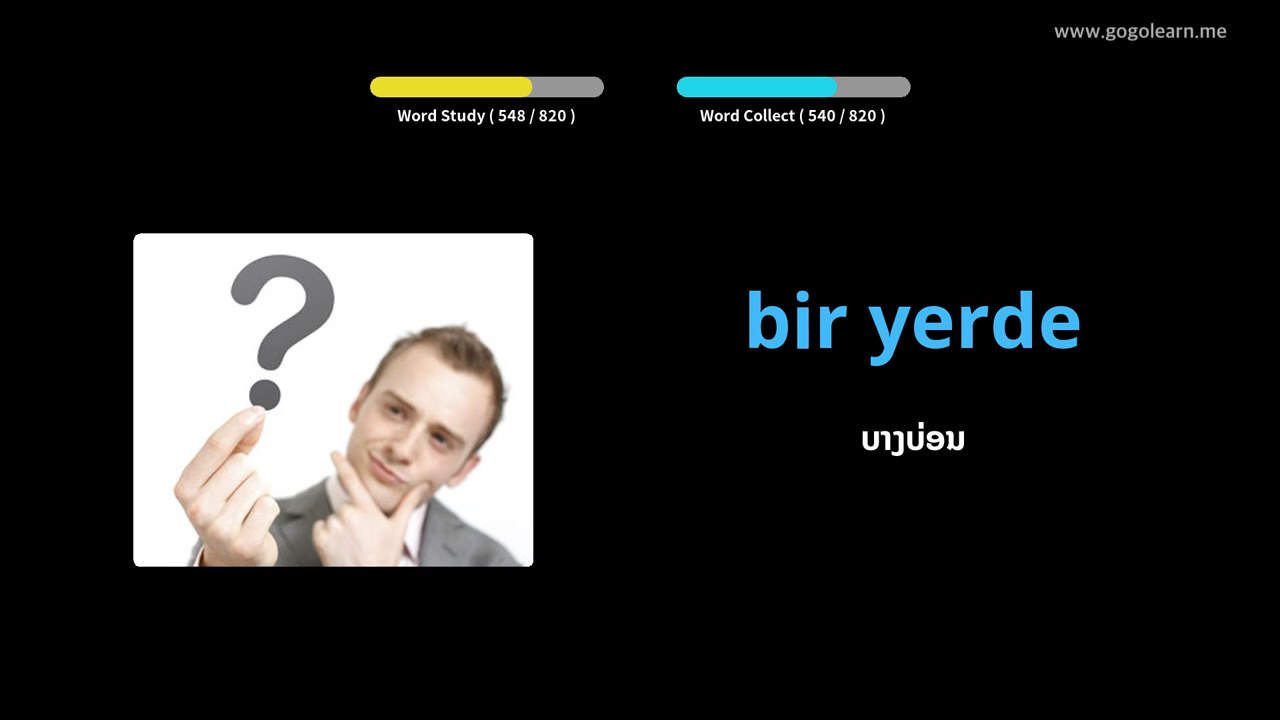 www.gogolearn.me
Word Study ( 548 / 820 )
Word Collect ( 540 / 820 )
bir yerde
ບາງບ່ອນ